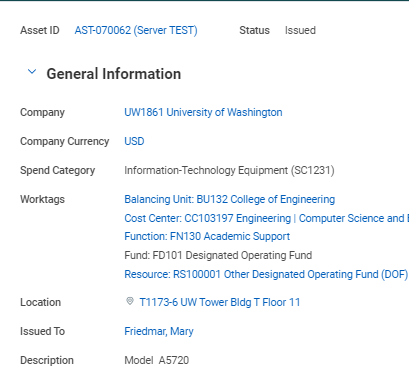 Asset ID AST-070062 (Server TEST) Status Issued
General Information
Company UW1861 University of Washington
Company Currency USD
Spend Category Information-Technology Equipment (SC1231)
Worktags Balancing Unit: BU132 College of Engineering
Cost Center: CC103197 Engineering | Computer Science and
Function: FN130 Academic Support
Fund: FD101 Designated Operating Fund
Resource: RS100001 Other Designated Operating Fund (DOF)
Location T1173-6 UW Tower Bldg T Floor 11
Issued To Friedmar, Mary
Description Model A5720